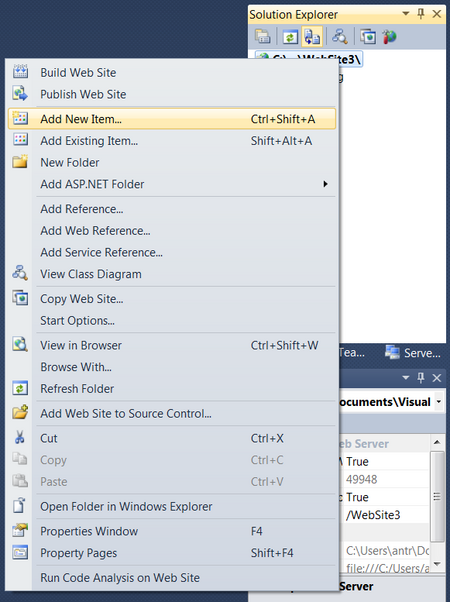 Solution Explorer
C:\...\WebSite3\
Build Web Site
Publish Web Site
Add New Item... Ctrl+Shift+A
Add Existing Item... Shift+Alt+A
New Folder
Add ASP.NET Folder
Add Reference...
Add Web Reference...
Add Service Reference...
View Class Diagram
Copy Web Site...
Start Options...
View in Browser Ctrl+Shift+W
Browse With...
Refresh Folder
Add Web Site to Source Control...
Cut Ctrl+X
Copy Ctrl+C
Paste Ctrl+V
Open Folder in Windows Explorer
Properties Window F4
Property Pages Shift+F4
Run Code Analysis on Web Site
Tea... Serve...
ocuments\Visual
eb Server
True
49948
True
/WebSite3
C:\Users\antr\Do
file:///C:/Users/a
Server